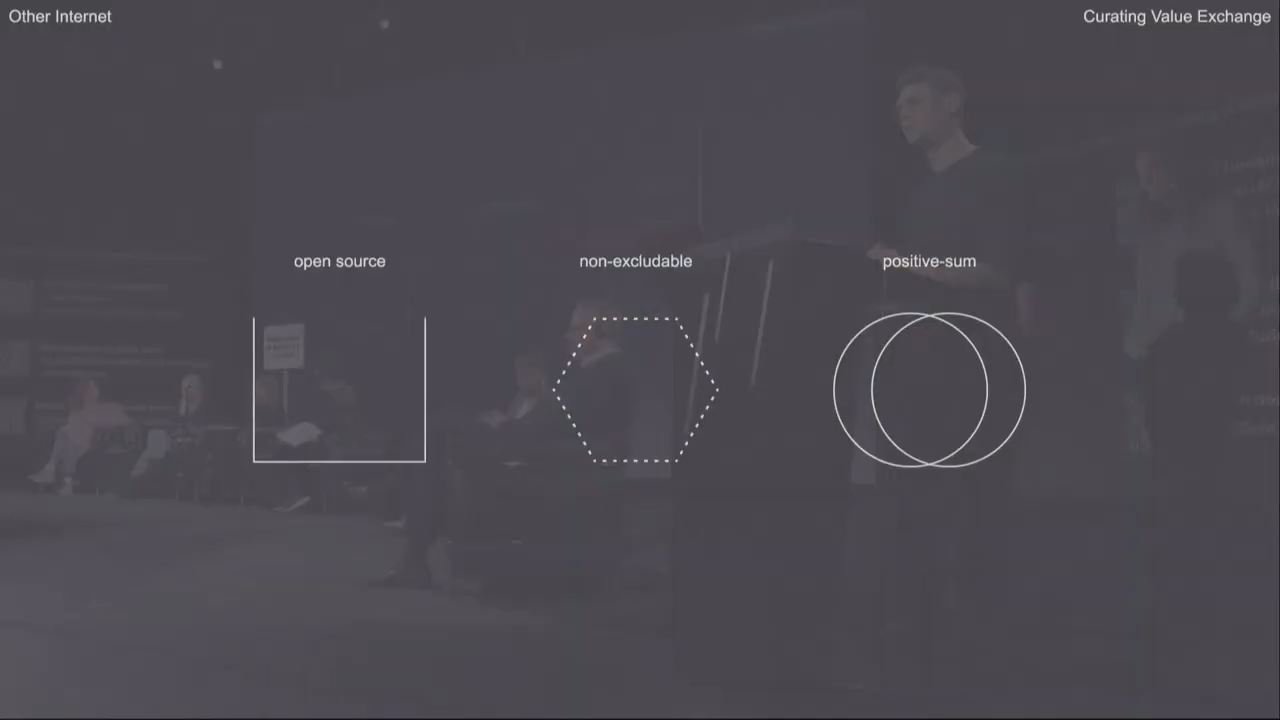 Other Internet
Curating Value Exchange
open source
non-excludable
positive-sum